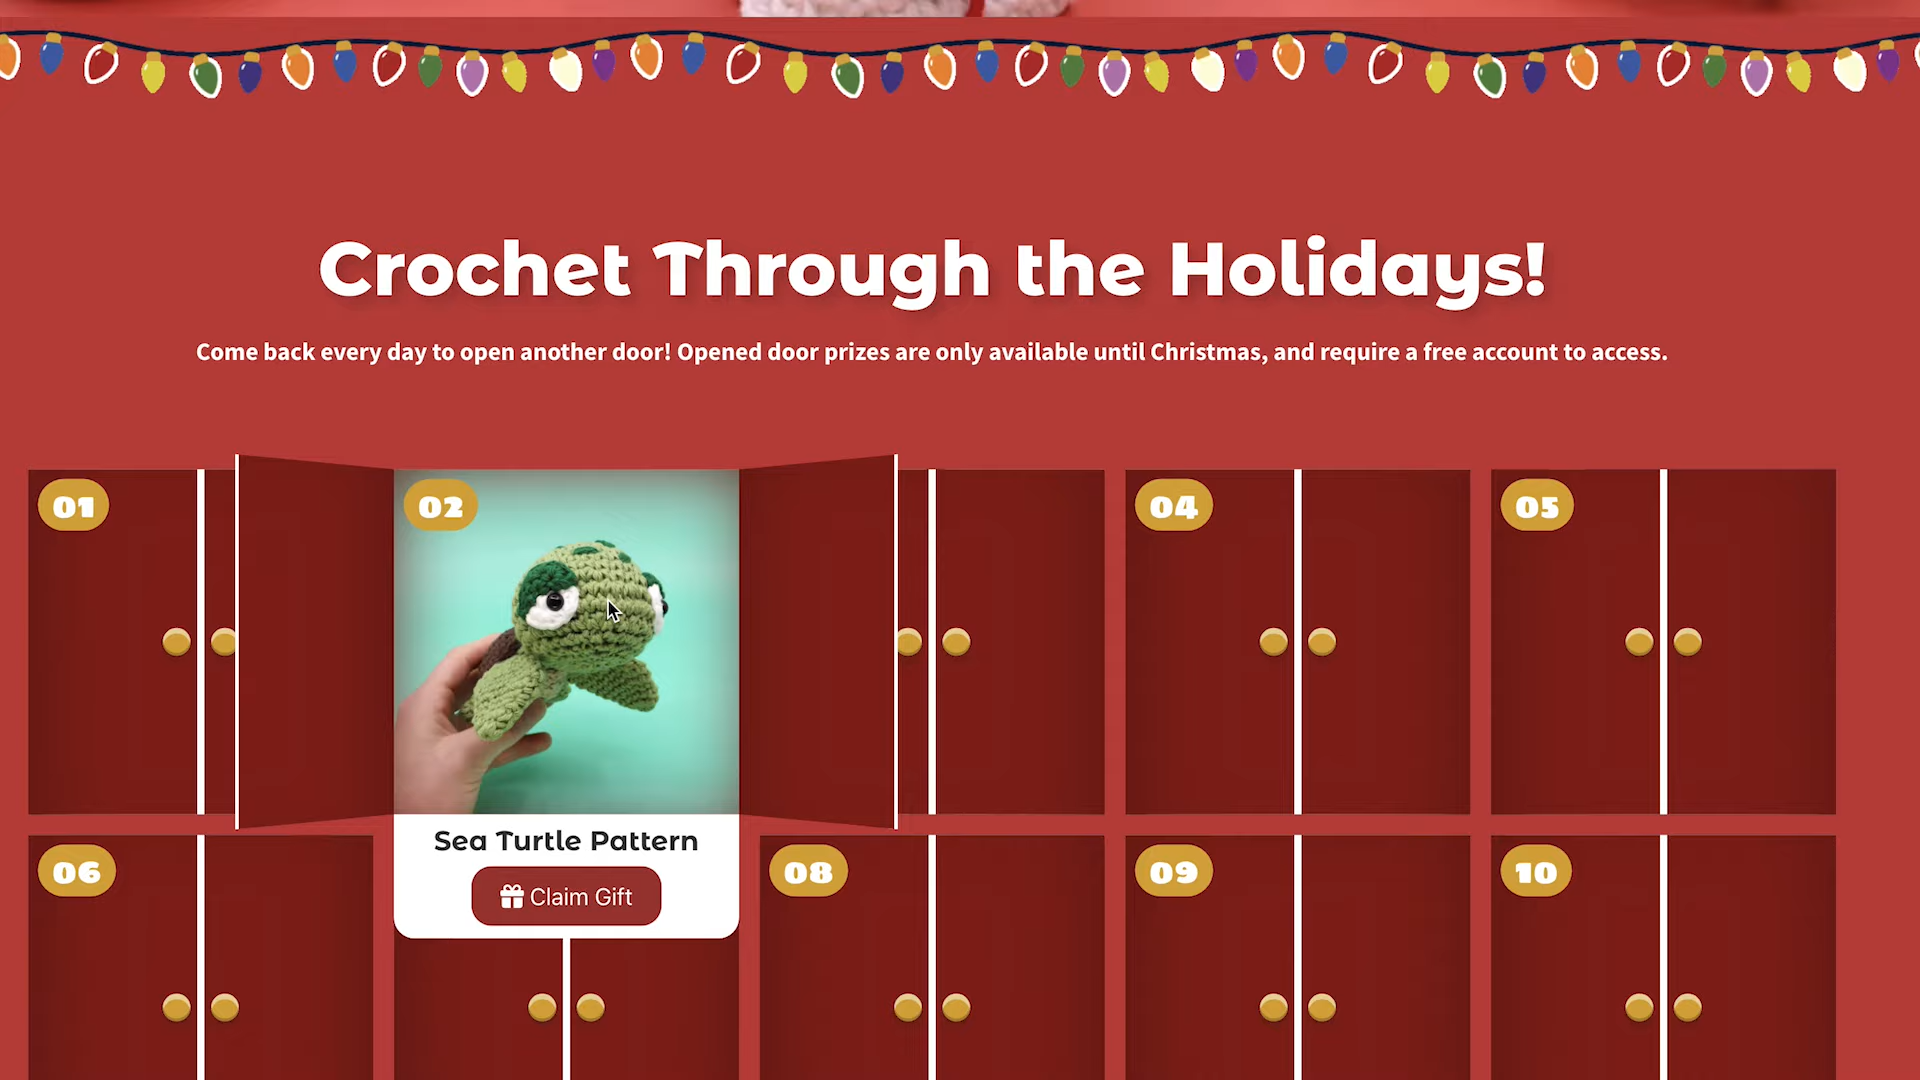 Crochet Through the Holidays!
Come back every day to open another door! Opened door prizes are only available until Christmas, and require a free account to access.
01
02
04
05
Sea Turtle Pattern
Claim Gift
06
08
09
10